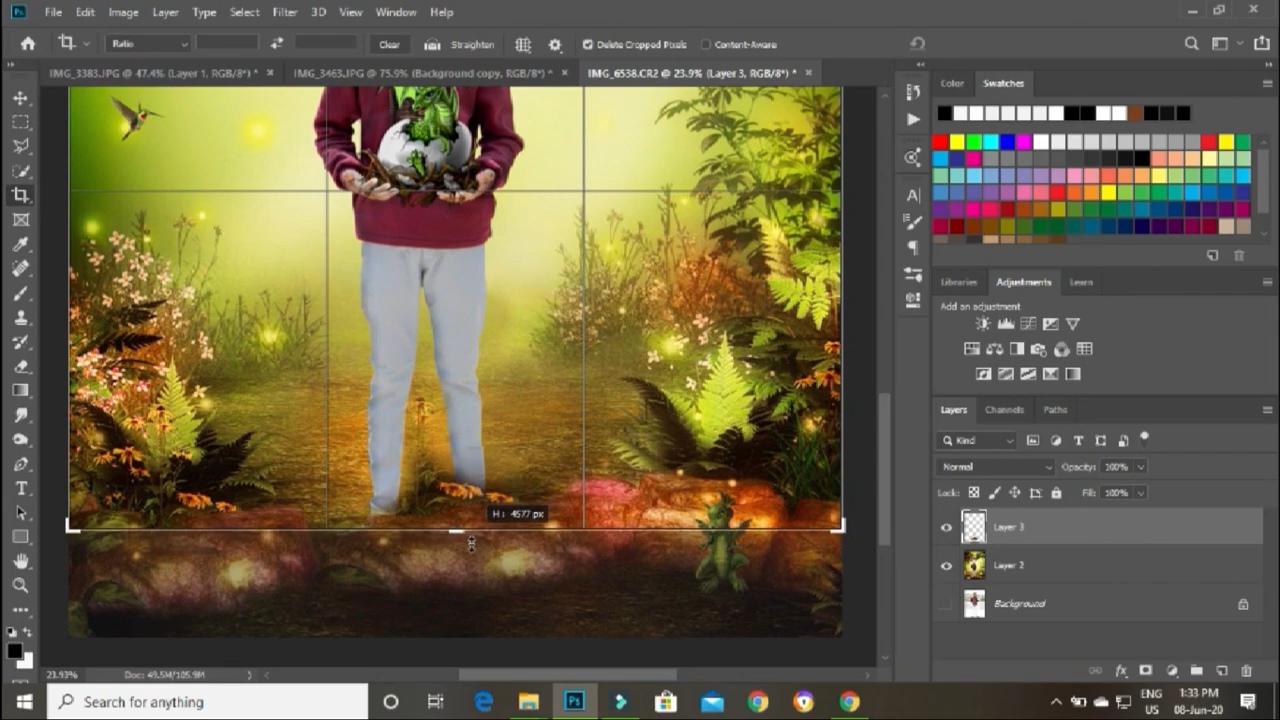 Ps File Edit Image Layer Type Select Filter 3D View Window Help
Ratio Clear Straighten Delete Cropped Pixels Content-Aware
IMG_3383.JPG @ 47.4% (Layer 1, RGB/8*) * × IMG_3463.JPG @ 75.9% (Background copy, RGB/8*) * × IMG_6538.CR2 @ 23.9% (Layer 3, RGB/8*) * ×
Color Swatches
Libraries Adjustments Learn
Add an adjustment
Layers Channels Paths
Kind
Normal Opacity: 100%
Lock: Fill: 100%
H: 4577 px
Layer 3
Layer 2
Background
23.93% Doc: 49.5M/105.9M
Search for anything
Ps
ENG
US
1:33 PM
08-Jun-20